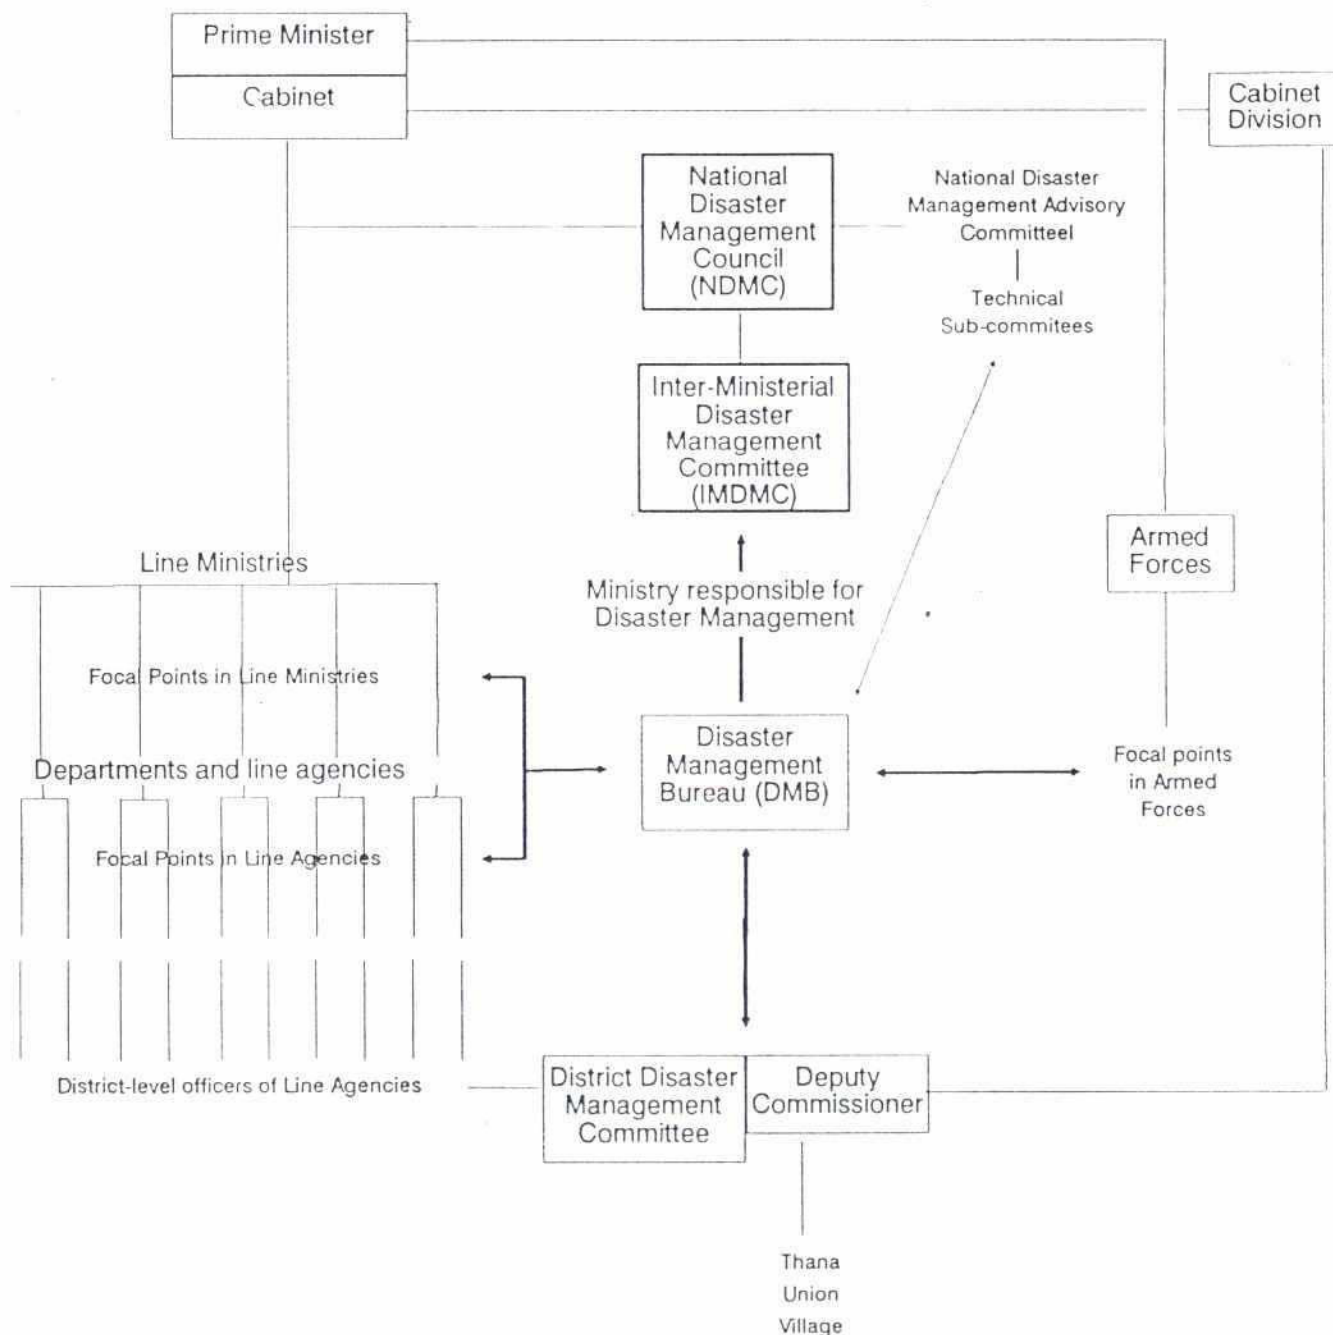 Prime Minister
Cabinet
Cabinet
Division
National
Disaster
Management
Council
(NDMC)
National Disaster
Management Advisory
Committeel
Technical
Sub-commitees
Inter-Ministerial
Disaster
Management
Committee
(IMDMC)
Armed
Forces
Line Ministries
Ministry responsible for
Disaster Management
Focal Points in Line Ministries
Disaster
Management
Bureau (DMB)
Focal points
in Armed
Forces
Departments and line agencies
Focal Points in Line Agencies
District-level officers of Line Agencies
District Disaster
Management
Committee
Deputy
Commissioner
Thana
Union
Village